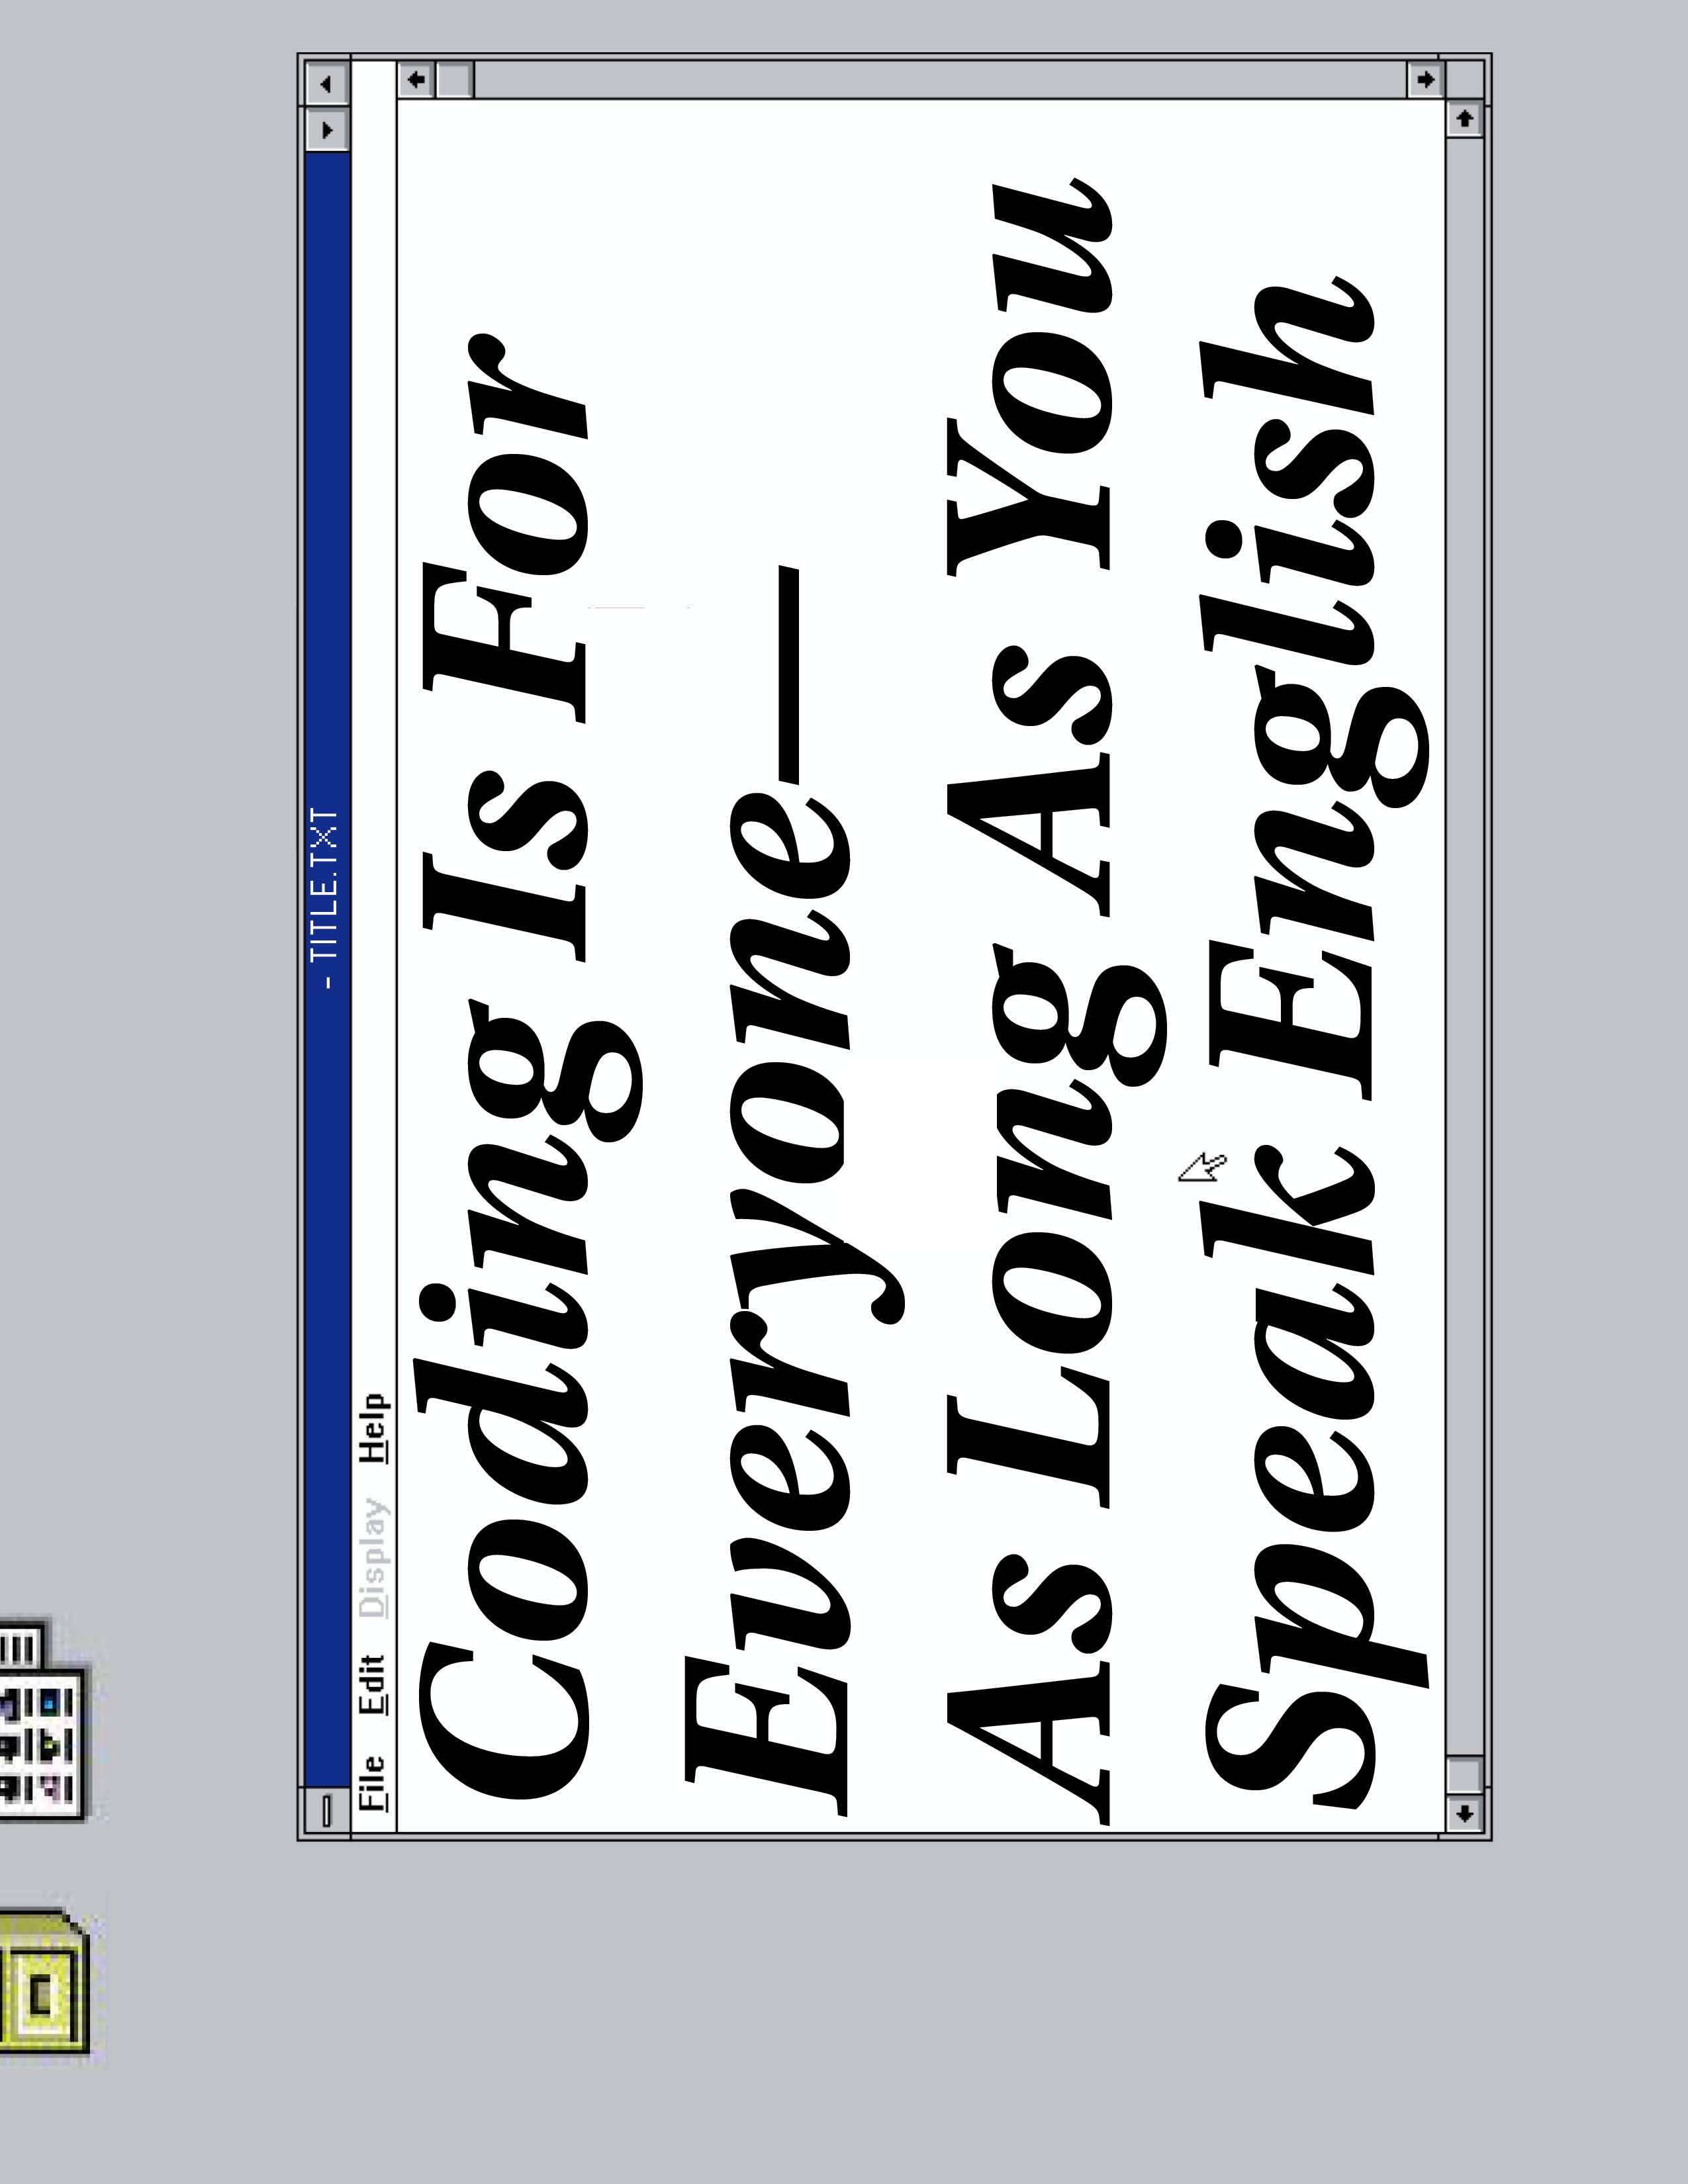 - TITLE.TXT
File Edit Display Help
Coding Is For
Everyone—
As Long As You
Speak English